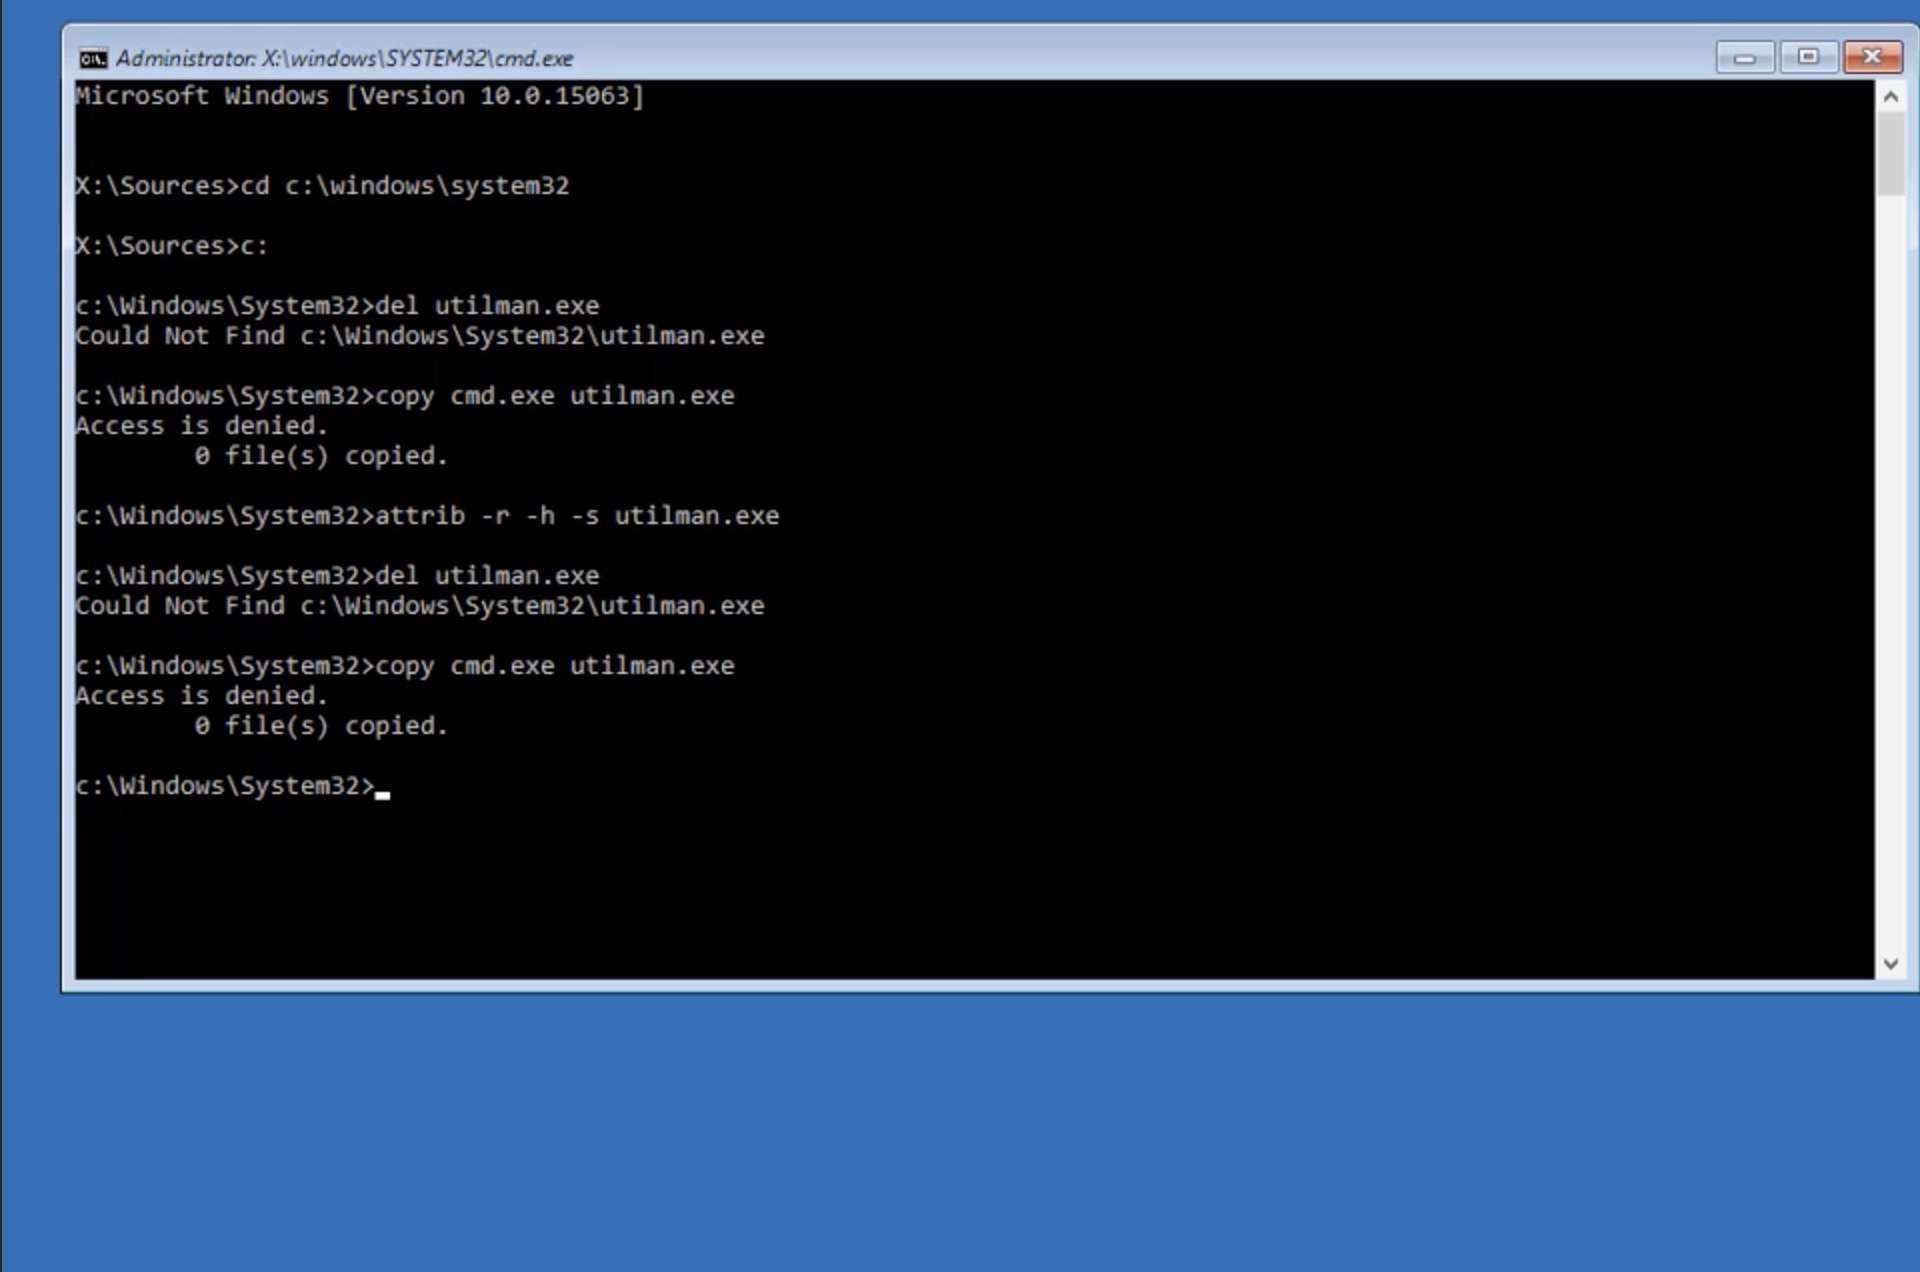 Administrator: X:\windows\SYSTEM32\cmd.exe
Microsoft Windows [Version 10.0.15063]
X:\Sources>cd c:\windows\system32
X:\Sources>c:
c:\Windows\System32>del utilman.exe
Could Not Find c:\Windows\System32\utilman.exe
c:\Windows\System32>copy cmd.exe utilman.exe
Access is denied.
0 file(s) copied.
c:\Windows\System32>attrib -r -h -s utilman.exe
c:\Windows\System32>del utilman.exe
Could Not Find c:\Windows\System32\utilman.exe
c:\Windows\System32>copy cmd.exe utilman.exe
Access is denied.
0 file(s) copied.
c:\Windows\System32>